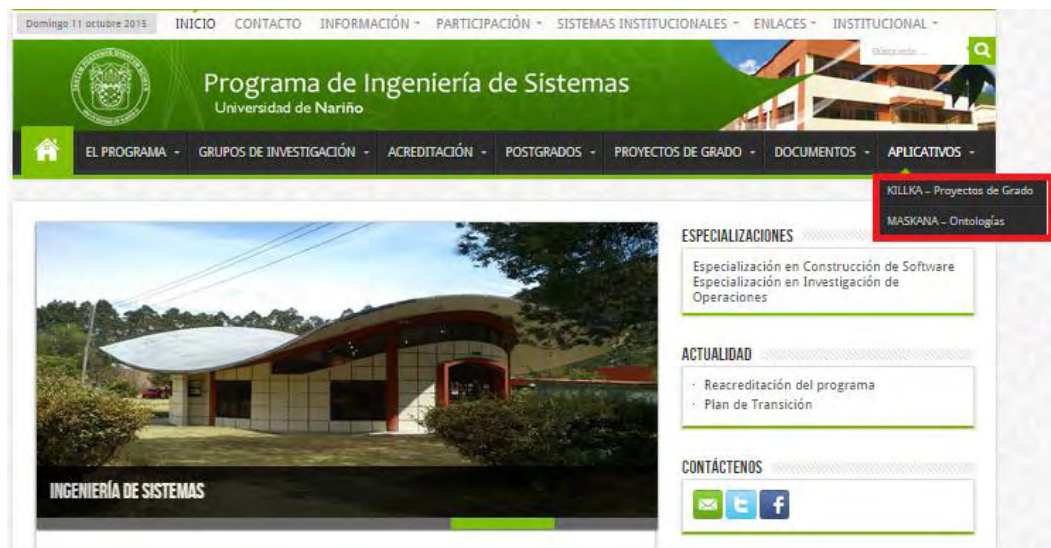 Domingo 11 octubre 2015 INICIO CONTACTO INFORMACIÓN PARTICIPACIÓN SISTEMAS INSTITUCIONALES ENLACES INSTITUCIONAL
Búsqueda ...
Programa de Ingeniería de Sistemas
Universidad de Nariño
EL PROGRAMA GRUPOS DE INVESTIGACIÓN ACREDITACIÓN POSTGRADOS PROYECTOS DE GRADO DOCUMENTOS APLICATIVOS
KILLKA – Proyectos de Grado
MASKANA – Ontologías
ESPECIALIZACIONES
Especialización en Construcción de Software
Especialización en Investigación de
Operaciones
ACTUALIDAD
· Reacreditación del programa
· Plan de Transición
CONTÁCTENOS
INGENIERÍA DE SISTEMAS